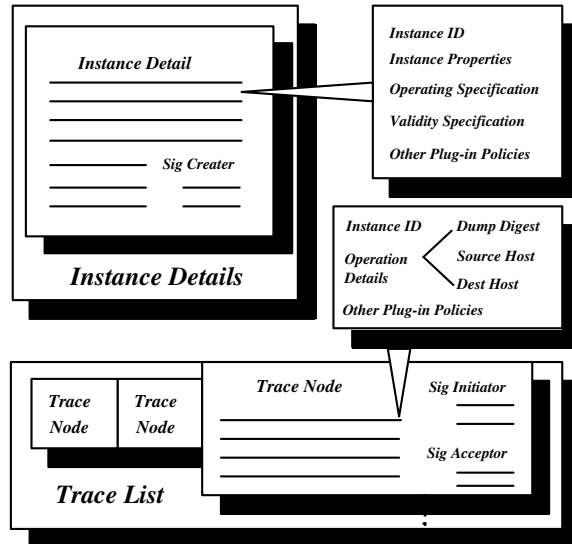 Instance Detail
Sig Creater
Instance Details
Instance ID
Instance Properties
Operating Specification
Validity Specification
Other Plug-in Policies
Instance ID
Operation
Details
Dump Digest
Source Host
Dest Host
Other Plug-in Policies
Trace
Node
Trace
Node
Trace Node
Sig Initiator
Sig Acceptor
Trace List